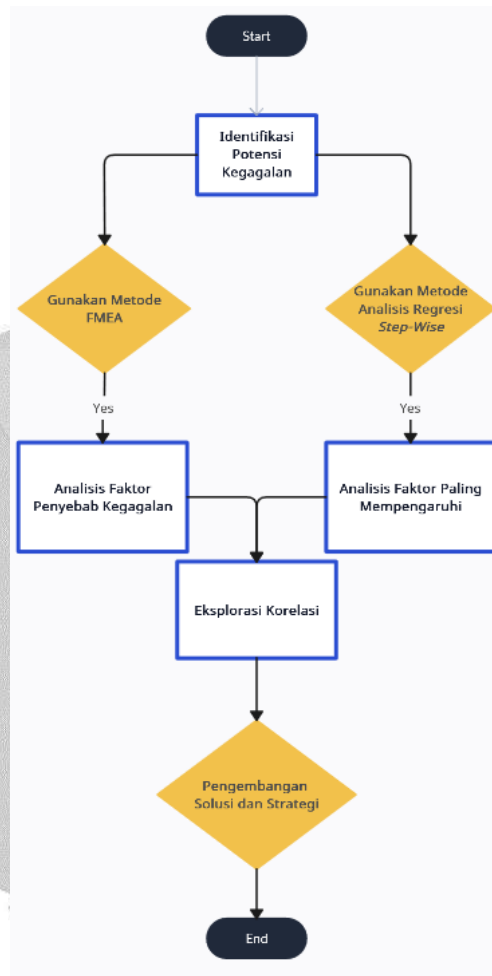 Start
Identifikasi
Potensi
Kegagalan
Gunakan Metode
FMEA
Gunakan Metode
Analisis Regresi
Step-Wise
Yes
Yes
Analisis Faktor
Penyebab Kegagalan
Analisis Faktor Paling
Mempengaruhi
Eksplorasi Korelasi
Pengembangan
Solusi dan Strategi
End